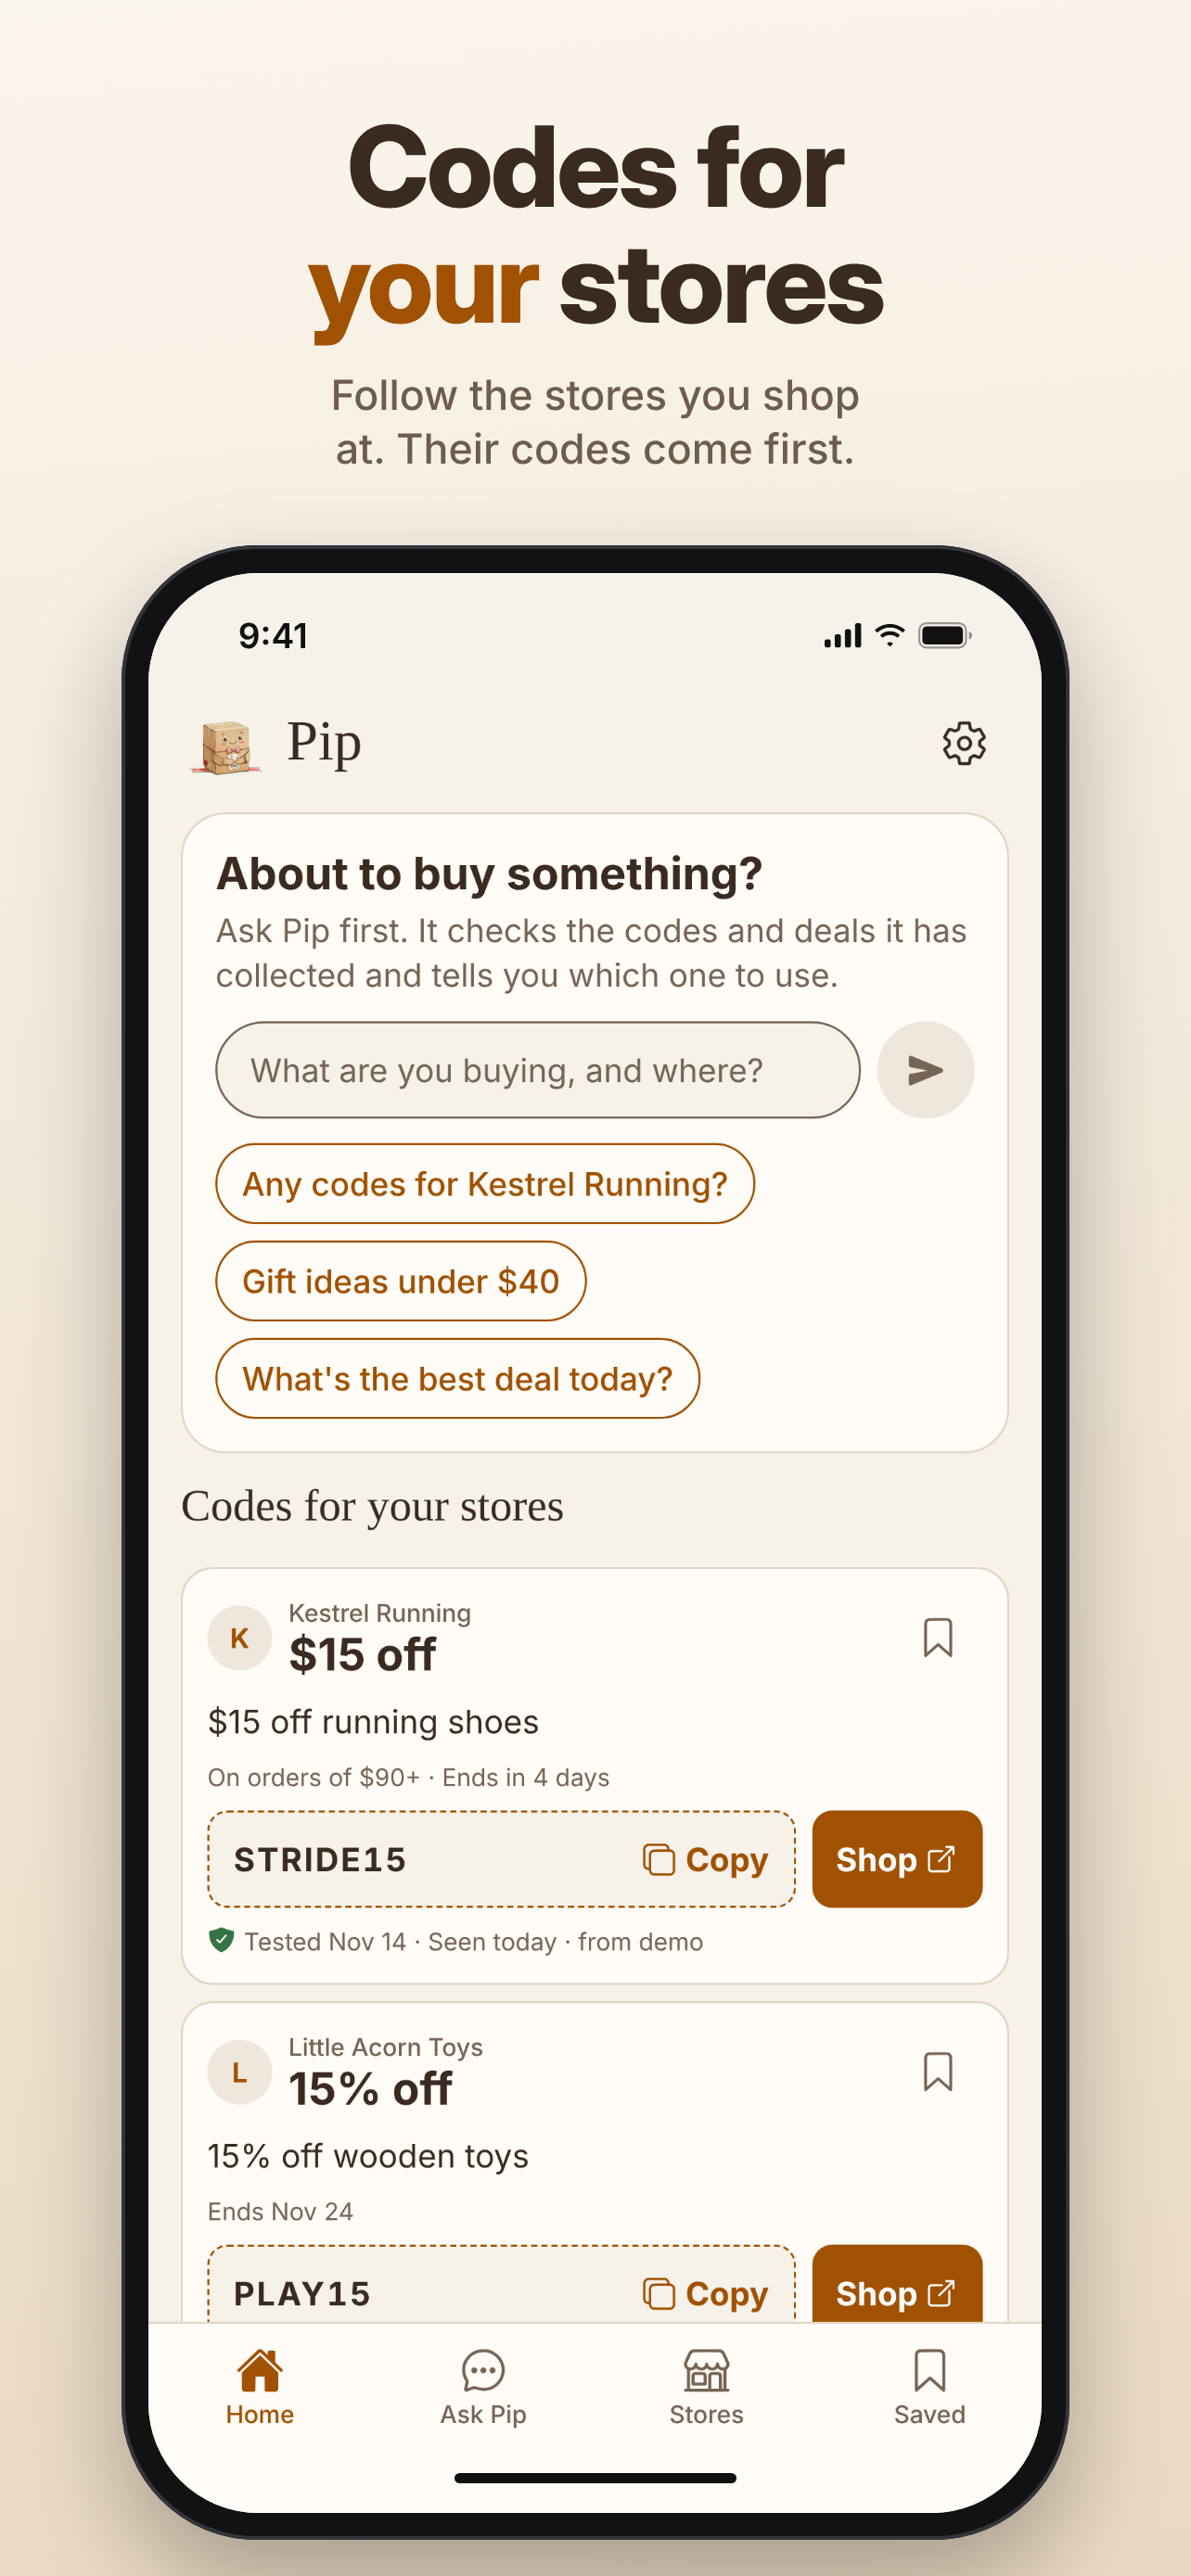 Codes for
your stores
Follow the stores you shop
at. Their codes come first.
9:41
Pip
About to buy something?
Ask Pip first. It checks the codes and deals it has
collected and tells you which one to use.
What are you buying, and where?
Any codes for Kestrel Running?
Gift ideas under $40
What's the best deal today?
Codes for your stores
K
Kestrel Running
$15 off
$15 off running shoes
On orders of $90+ · Ends in 4 days
STRIDE15
Copy
Shop
Tested Nov 14 · Seen today · from demo
L
Little Acorn Toys
15% off
15% off wooden toys
Ends Nov 24
PLAY15
Copy
Shop
Home
Ask Pip
Stores
Saved